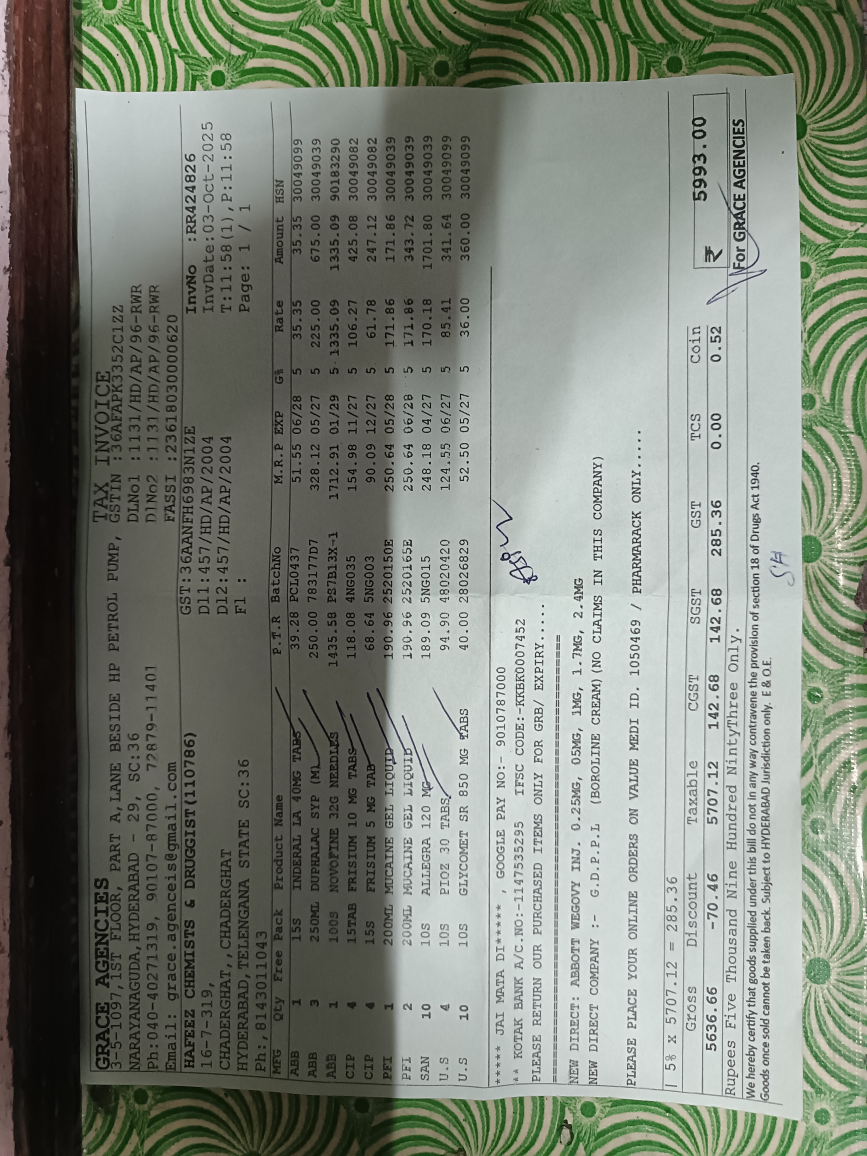 GRACE AGENCIES
3-5-1097,1ST FLOOR, PART A,LANE BESIDE HP PETROL PUMP,
NARAYANAGUDA,HYDERABAD - 29, SC:36
Ph:040-40271319, 90107-87000, 72879-11401
Email: grace.agenceis@gmail.com
TAX INVOICE
GSTIN :36AFAPK3352C1ZZ
DLNo1 :1131/HD/AP/96-RWR
DlNo2 :1131/HD/AP/96-RWR
FASSI :23618030000620
HAFEEZ CHEMISTS & DRUGGIST(110786)
16-7-319,
CHADERGHAT,,CHADERGHAT
HYDERABAD,TELENGANA STATE SC:36
Ph:,8143011043
GST:36AANFH6983N1ZE
D11:457/HD/AP/2004
D12:457/HD/AP/2004
Fl :
InvNo :RR424826
InvDate:03-Oct-2025
T:11:58(1),P:11:58
Page: 1 / 1
MFG Qty Free Pack Product Name P.T.R BatchNo M.R.P EXP G% Rate Amount HSN
ABB 1 15S INDERAL LA 40MG TABS 39.28 PCL0437 51.55 06/28 5 35.35 35.35 30049099
ABB 3 250ML DUPHALAC SYP (M) 250.00 783177D7 328.12 05/27 5 225.00 675.00 30049039
ABB 1 100S NOVOFINE 32G NEEDLES 1435.58 PS7B13X-1 1712.91 01/29 5 1335.09 1335.09 90183290
CIP 4 15TAB FRISIUM 10 MG TABS 118.08 4NG035 154.98 11/27 5 106.27 425.08 30049082
CIP 4 15S FRISIUM 5 MG TAB 68.64 5NG003 90.09 12/27 5 61.78 247.12 30049082
PFI 1 200ML MUCAINE GEL LIQUID 190.96 2520150E 250.64 05/28 5 171.86 171.86 30049039
PFI 2 200ML MUCAINE GEL LIQUID 190.96 2520165E 250.64 06/28 5 171.86 343.72 30049039
SAN 10 10S ALLEGRA 120 MG 189.09 5NG015 248.18 04/27 5 170.18 1701.80 30049039
U.S 4 10S PIOZ 30 TABS 94.90 48020420 124.55 06/27 5 85.41 341.64 30049099
U.S 10 10S GLYCOMET SR 850 MG TABS 40.00 28026829 52.50 05/27 5 36.00 360.00 30049099
***** JAI MATA DI***** , GOOGLE PAY NO:- 9010787000
** KOTAK BANK A/C.NO:-1147535295 IFSC CODE:-KKBK0007452
PLEASE RETURN OUR PURCHASED ITEMS ONLY FOR GRB/ EXPIRY.....
NEW DIRECT: ABBOTT WEGOVY INJ. 0.25MG, 05MG, 1MG, 1.7MG, 2.4MG
NEW DIRECT COMPANY :- G.D.P.P.L (BOROLINE CREAM)(NO CLAIMS IN THIS COMPANY)
PLEASE PLACE YOUR ONLINE ORDERS ON VALUE MEDI ID. 1050469 / PHARMARACK ONLY.....
| 5% x 5707.12 = 285.36
Gross Discount Taxable CGST SGST GST TCS Coin
5636.66 -70.46 5707.12 142.68 142.68 285.36 0.00 0.52
₹ 5993.00
Rupees Five Thousand Nine Hundred NintyThree Only.
For GRACE AGENCIES
We hereby certify that goods supplied under this bill do not in any way contravene the provision of section 18 of Drugs Act 1940.
Goods once sold cannot be taken back. Subject to HYDERABAD Jurisdiction only. E & O.E.